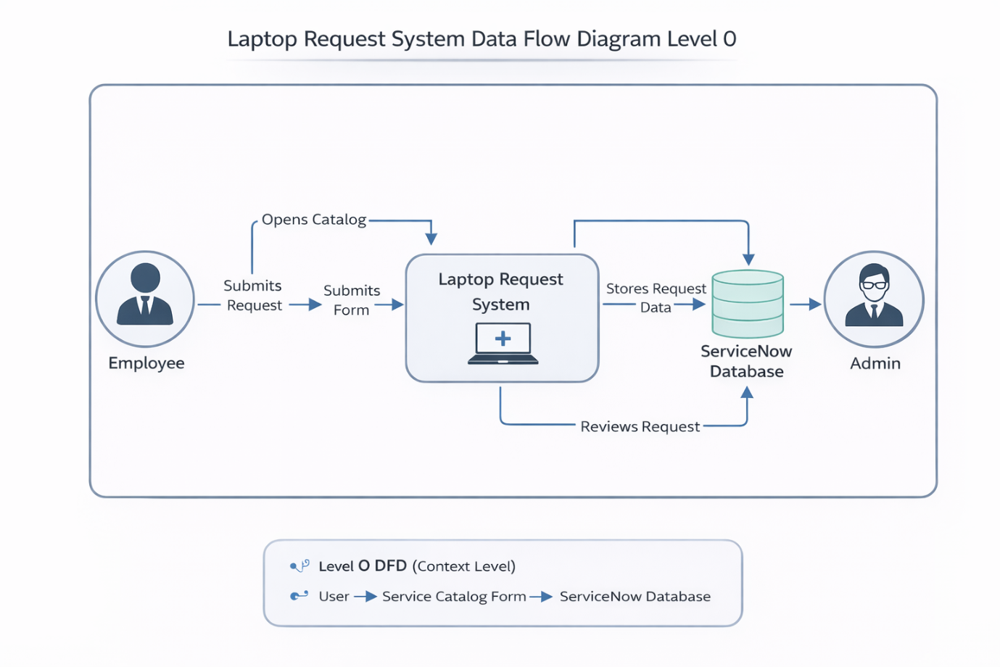 Laptop Request System Data Flow Diagram Level 0
Opens Catalog
Submits
Request
Submits
Form
Laptop Request
System
Stores Request
Data
Employee
ServiceNow
Database
Admin
Reviews Request
Level 0 DFD (Context Level)
User → Service Catalog Form → ServiceNow Database